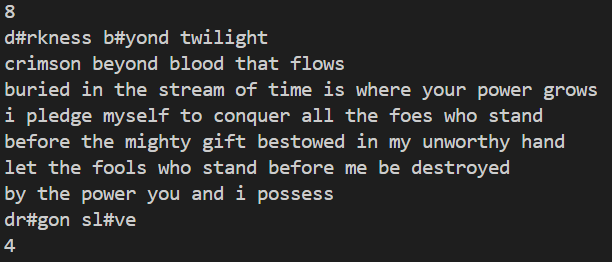 8
d#rkness b#yond twilight
crimson beyond blood that flows
buried in the stream of time is where your power grows
i pledge myself to conquer all the foes who stand
before the mighty gift bestowed in my unworthy hand
let the fools who stand before me be destroyed
by the power you and i possess
dr#gon sl#ve
4